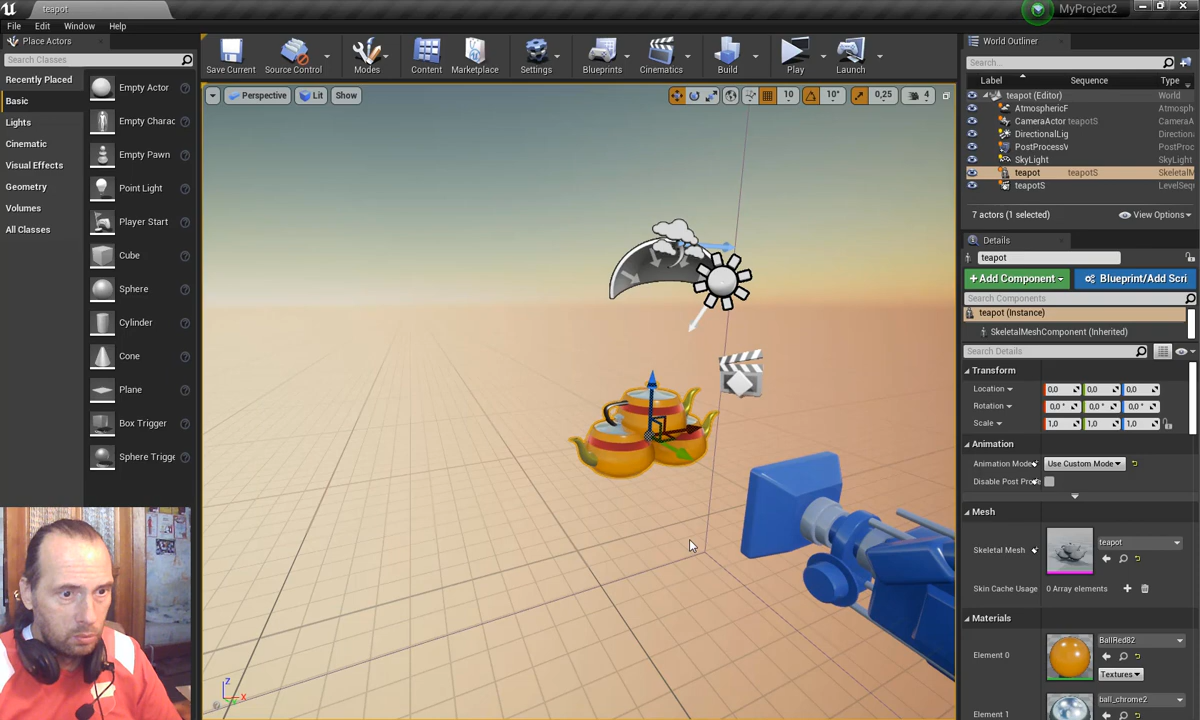 teapot
MyProject2
File Edit Window Help
Place Actors
Search Classes
Recently Placed
Basic
Lights
Cinematic
Visual Effects
Geometry
Volumes
All Classes
Empty Actor
Empty Charac
Empty Pawn
Point Light
Player Start
Cube
Sphere
Cylinder
Cone
Plane
Box Trigger
Sphere Trigge
Save Current
Source Control
Modes
Content
Marketplace
Settings
Blueprints
Cinematics
Build
Play
Launch
Perspective
Lit
Show
10
10°
0,25
4
Z
X
World Outliner
Search...
Label Sequence Type
teapot (Editor) World
AtmosphericF Atmosph
CameraActor teapotS CameraA
DirectionalLig Direction
PostProcessV PostProc
SkyLight SkyLight
teapot teapotS SkeletalM
teapotS LevelSeq
7 actors (1 selected)
View Options
Details
teapot
+Add Component
Blueprint/Add Scri
Search Components
teapot (Instance)
SkeletalMeshComponent (Inherited)
Search Details
Transform
Location 0,0 0,0 0,0
Rotation 0,0 ° 0,0 ° 0,0 °
Scale 1,0 1,0 1,0
Animation
Animation Mode Use Custom Mode
Disable Post Proce
Mesh
Skeletal Mesh teapot
Skin Cache Usage 0 Array elements
Materials
Element 0 BallRed82
Textures
Element 1 ball_chrome2